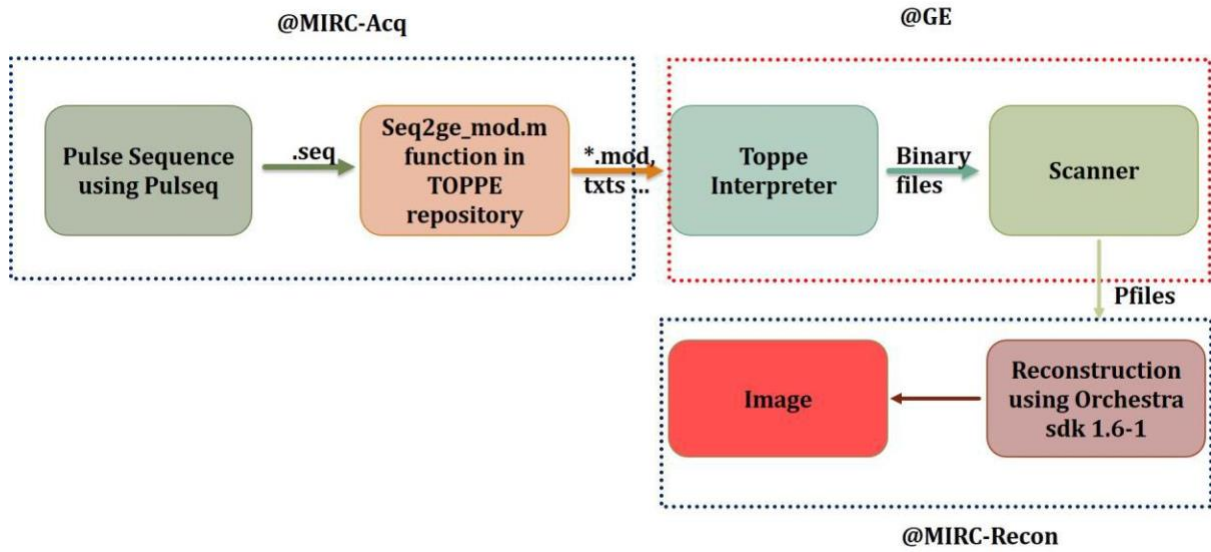 @MIRC-Acq
@GE
Pulse Sequence
using Pulseq
.seq
Seq2ge_mod.m
function in
TOPPE
repository
*.mod,
txts ...
Toppe
Interpreter
Binary
files
Scanner
Pfiles
Image
Reconstruction
using Orchestra
sdk 1.6-1
@MIRC-Recon